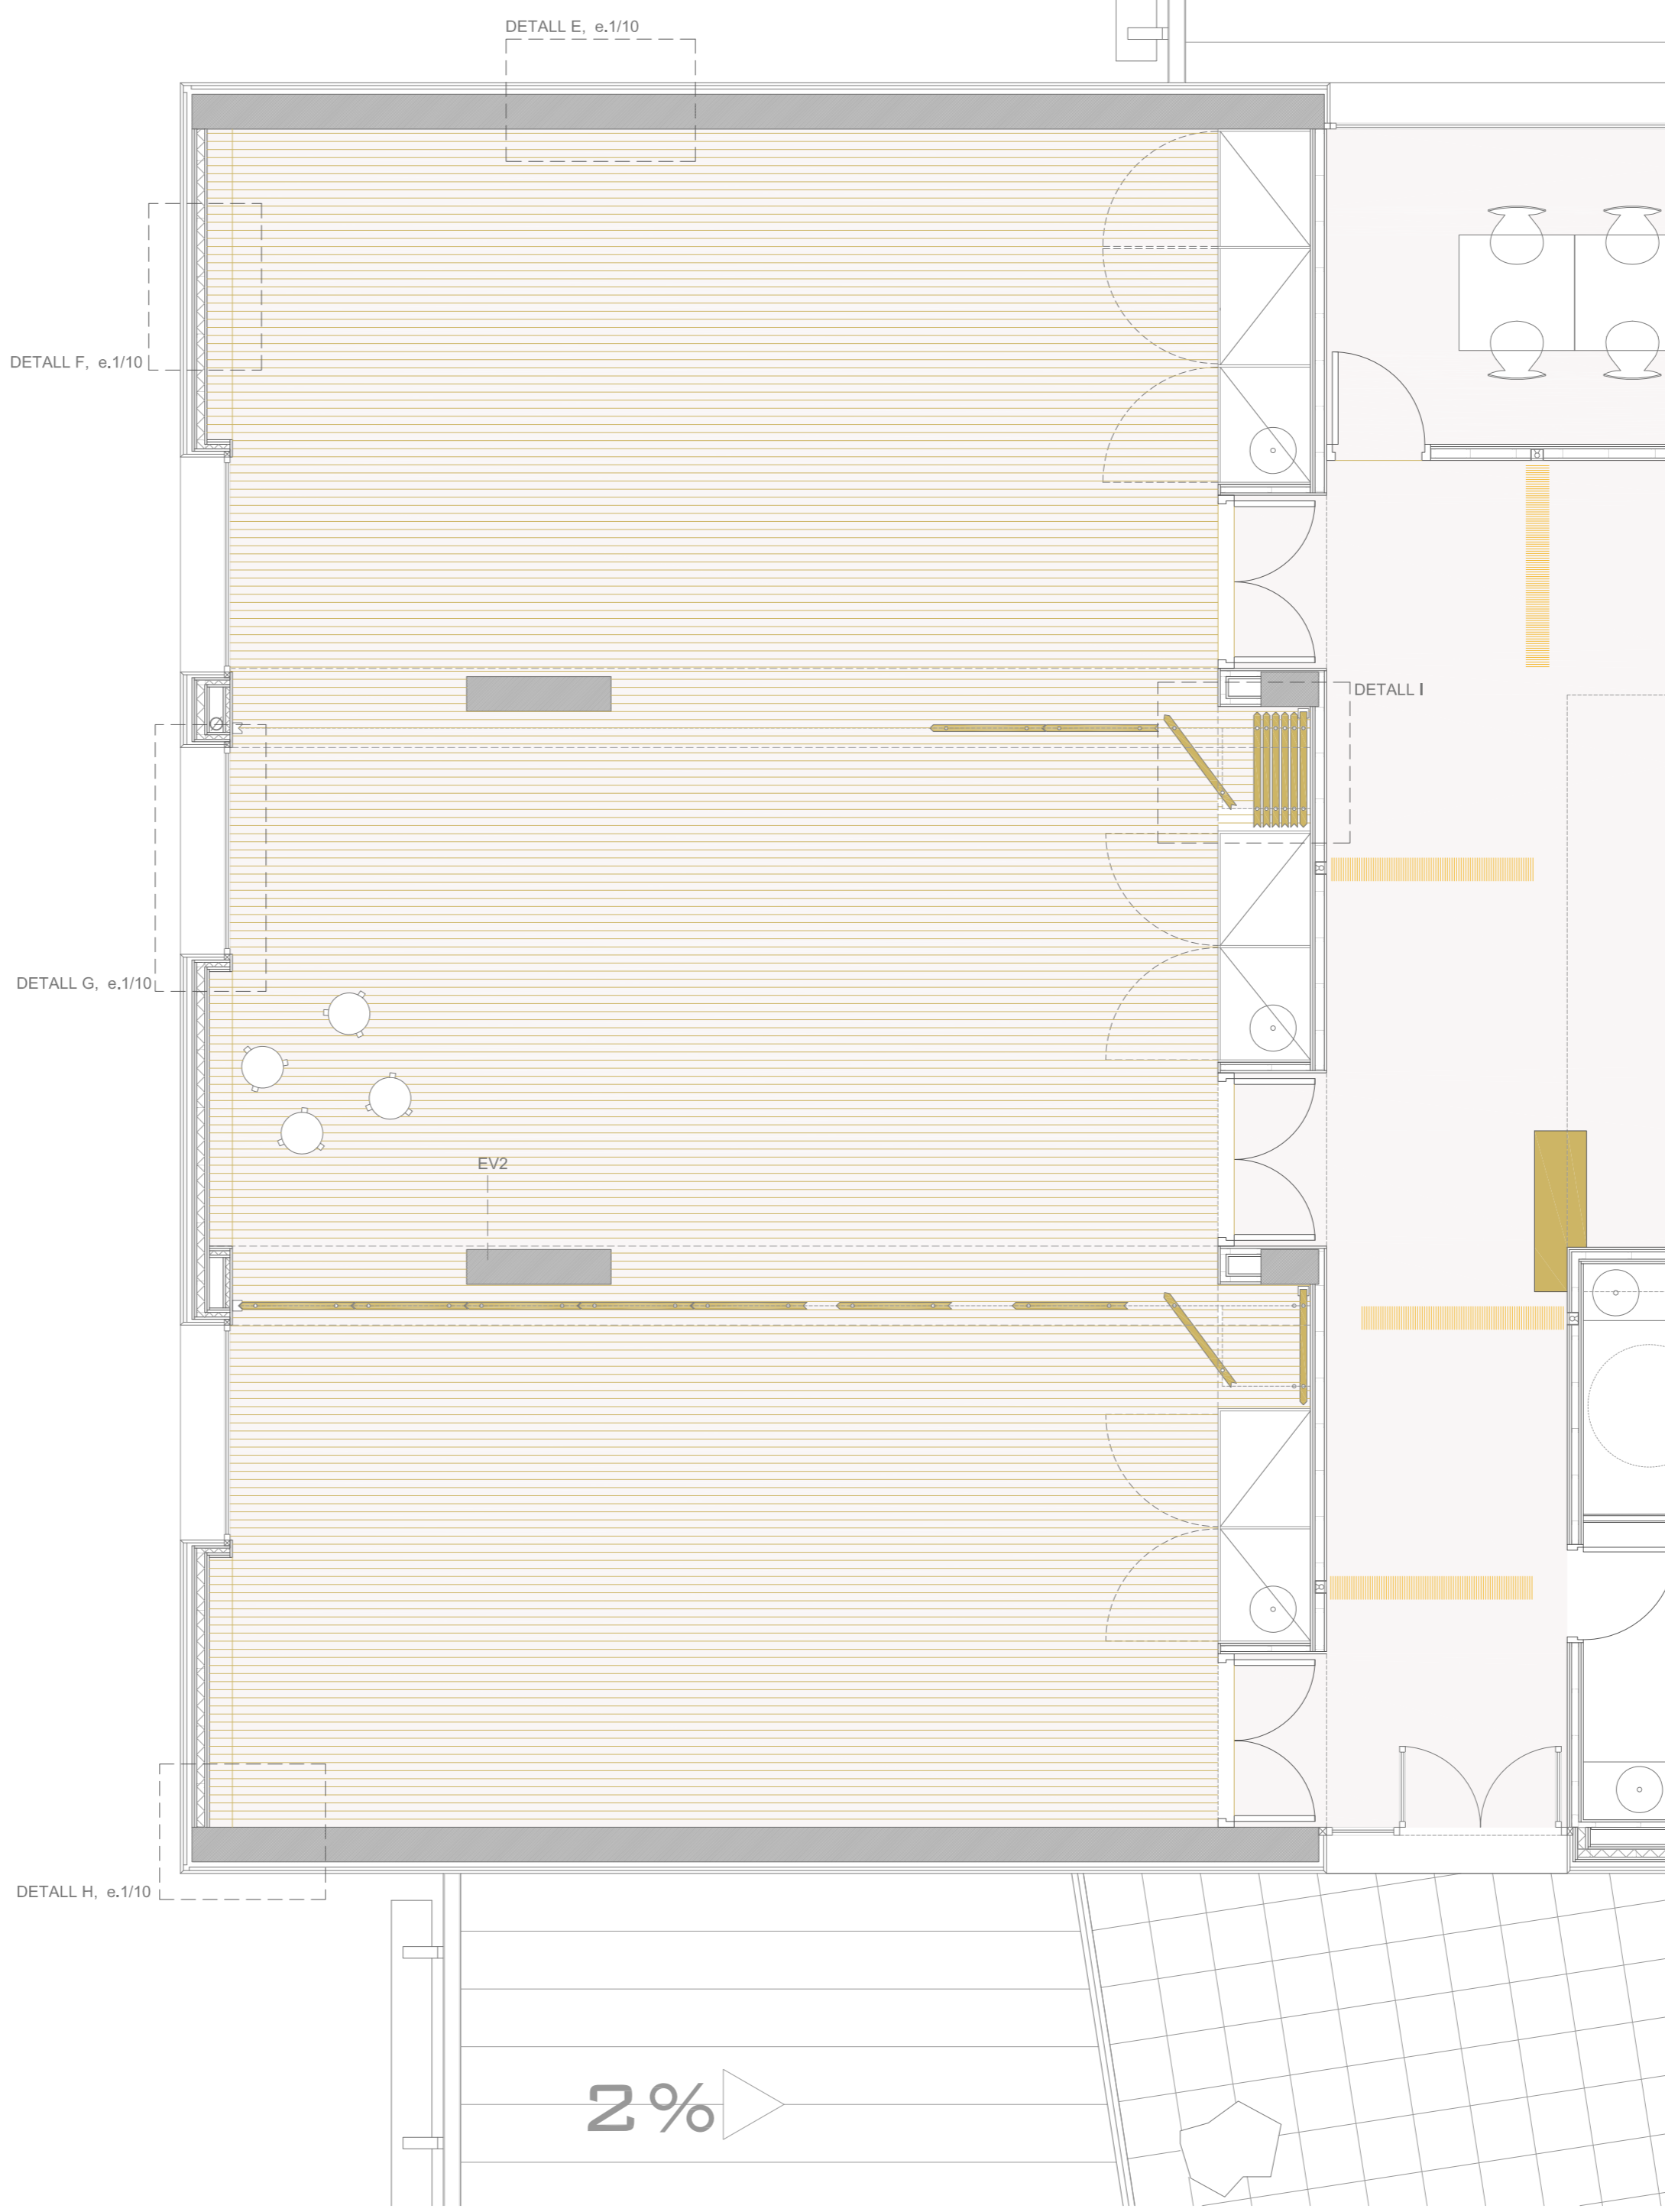 DETALL E, e.1/10
DETALL F, e.1/10
DETALL I
DETALL G, e.1/10
EV2
DETALL H, e.1/10
2%